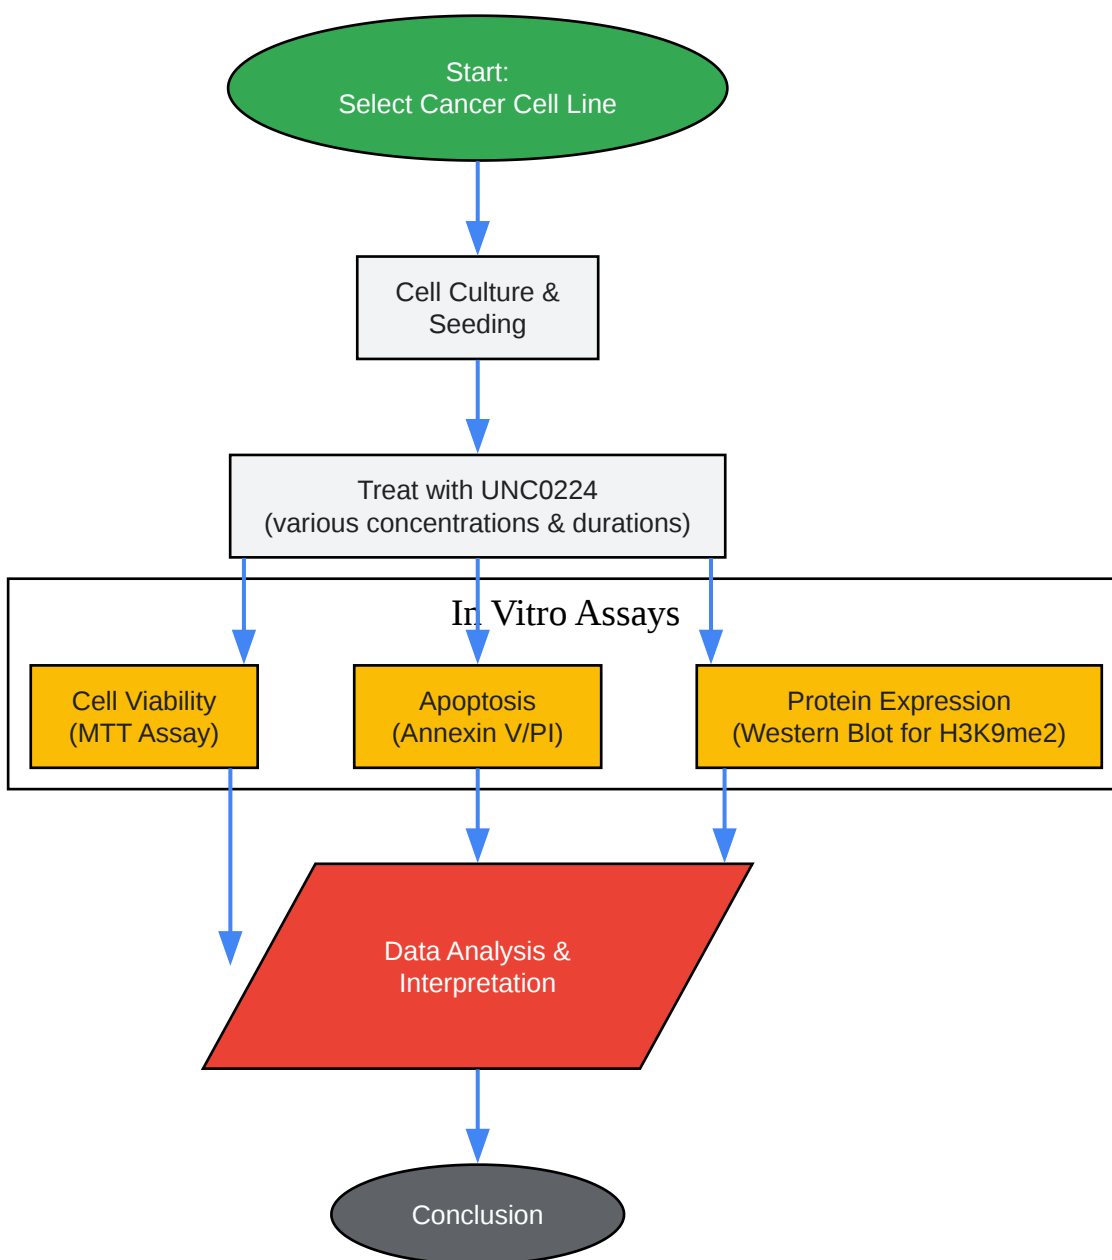 Start:
Select Cancer Cell Line
Cell Culture &
Seeding
Treat with UNC0224
(various concentrations & durations)
In Vitro Assays
Cell Viability
(MTT Assay)
Apoptosis
(Annexin V/PI)
Protein Expression
(Western Blot for H3K9me2)
Data Analysis &
Interpretation
Conclusion